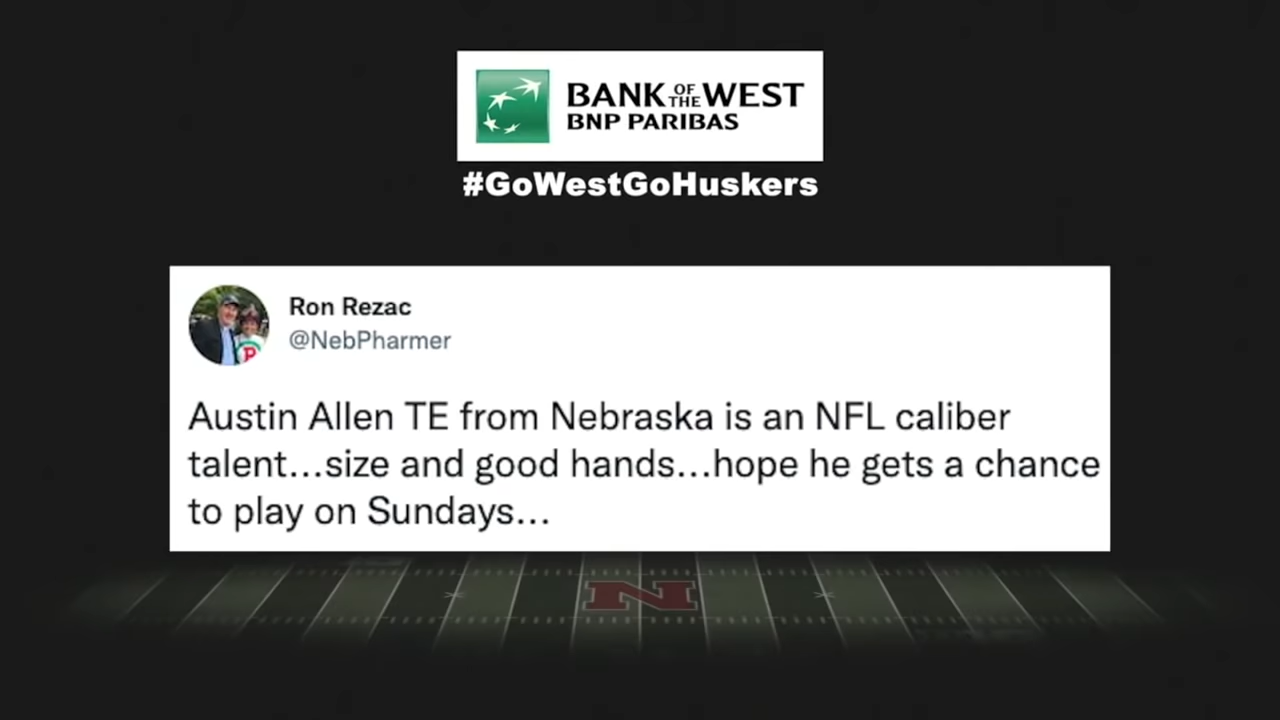 BANK OF THE WEST
BNP PARIBAS
#GoWestGoHuskers
Ron Rezac
@NebPharmer
Austin Allen TE from Nebraska is an NFL caliber
talent...size and good hands...hope he gets a chance
to play on Sundays...
N